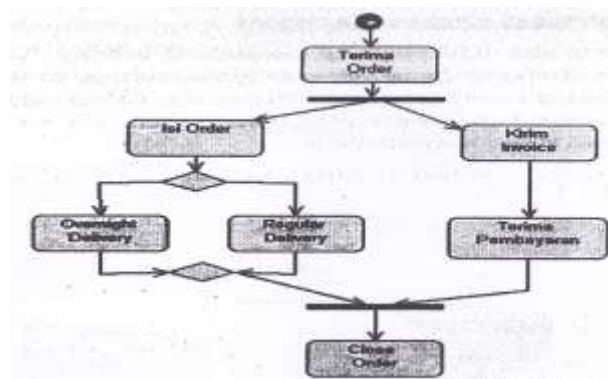 Terima
Order
Isi Order
Kirim
Invoice
Overnight
Delivery
Regular
Delivery
Terima
Pembayaran
Close
Order